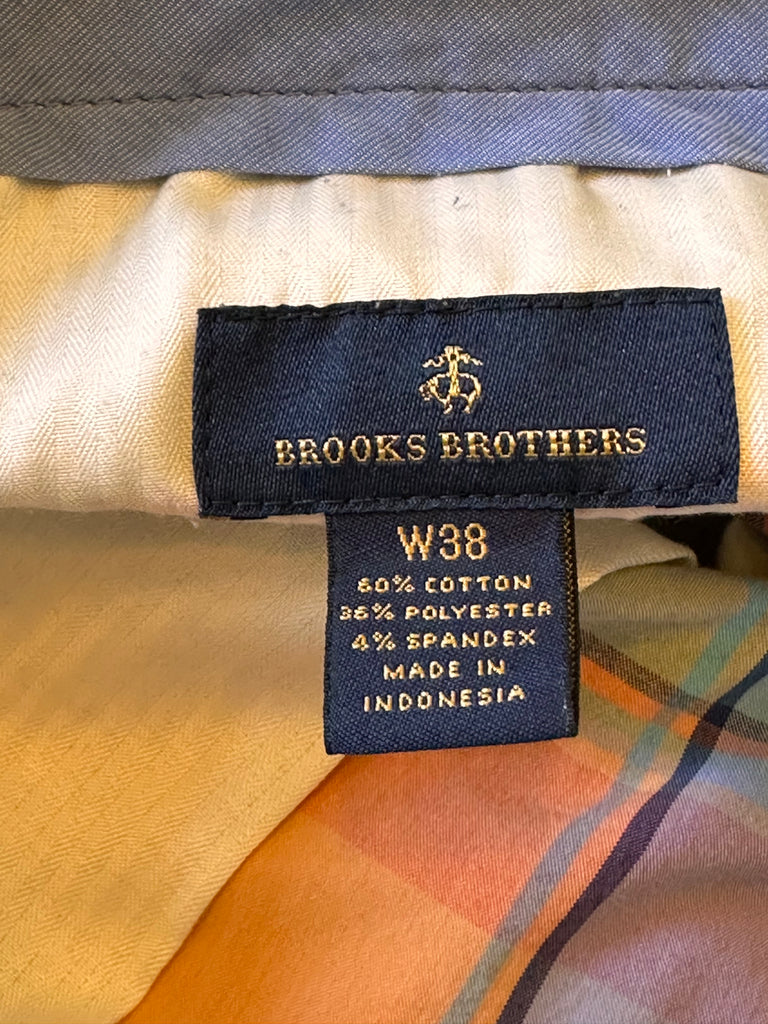 BROOKS BROTHERS
W38
60% COTTON
36% POLYESTER
4% SPANDEX
MADE IN
INDONESIA